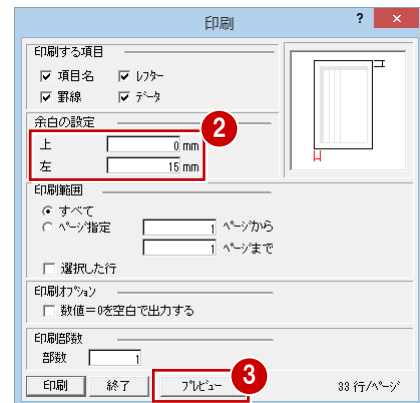 印刷
? ×
印刷する項目
項目名 レフター
罫線 データ
余白の設定
2
上 0 mm
左 15 mm
印刷範囲
すべて
ページ指定 1 ページから
1 ページまで
選択した行
印刷オプション
数値=0を空白で出力する
印刷部数
部数 1
3
印刷 終了 プレビュー 33 行/ページ